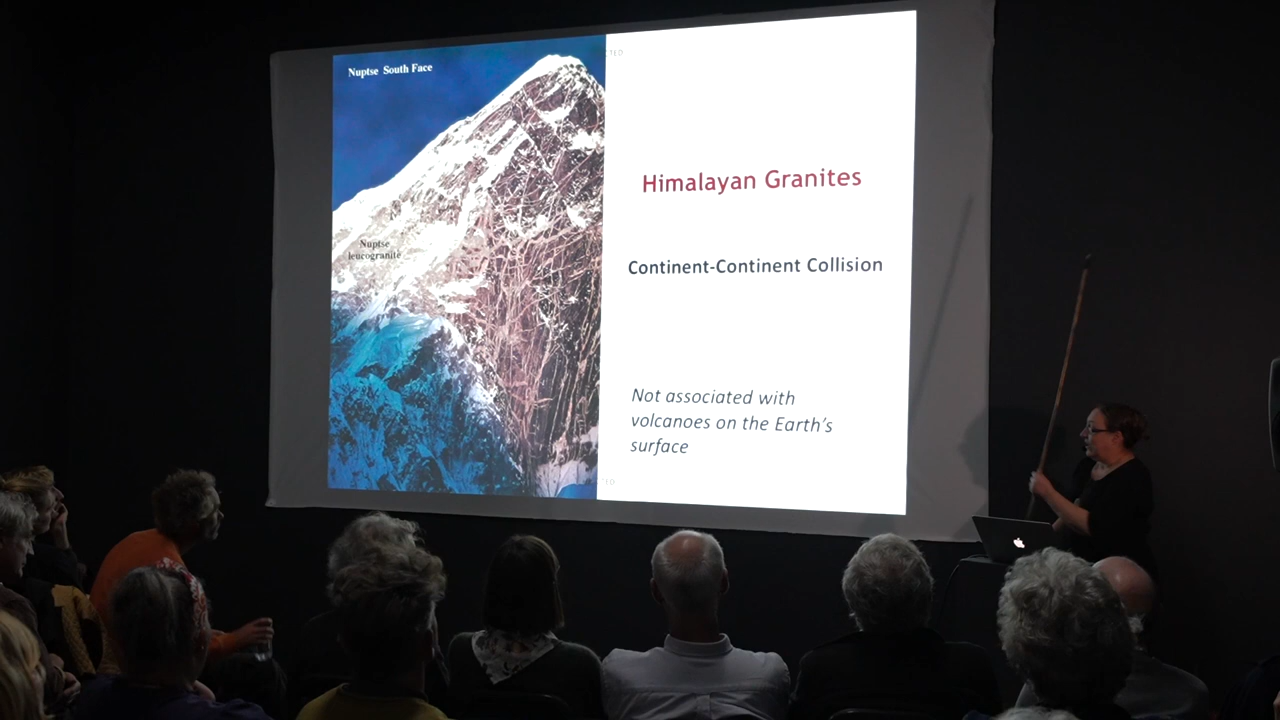 Nuptse South Face
Nuptse
leucogranite
Himalayan Granites
Continent-Continent Collision
Not associated with
volcanoes on the Earth's
surface